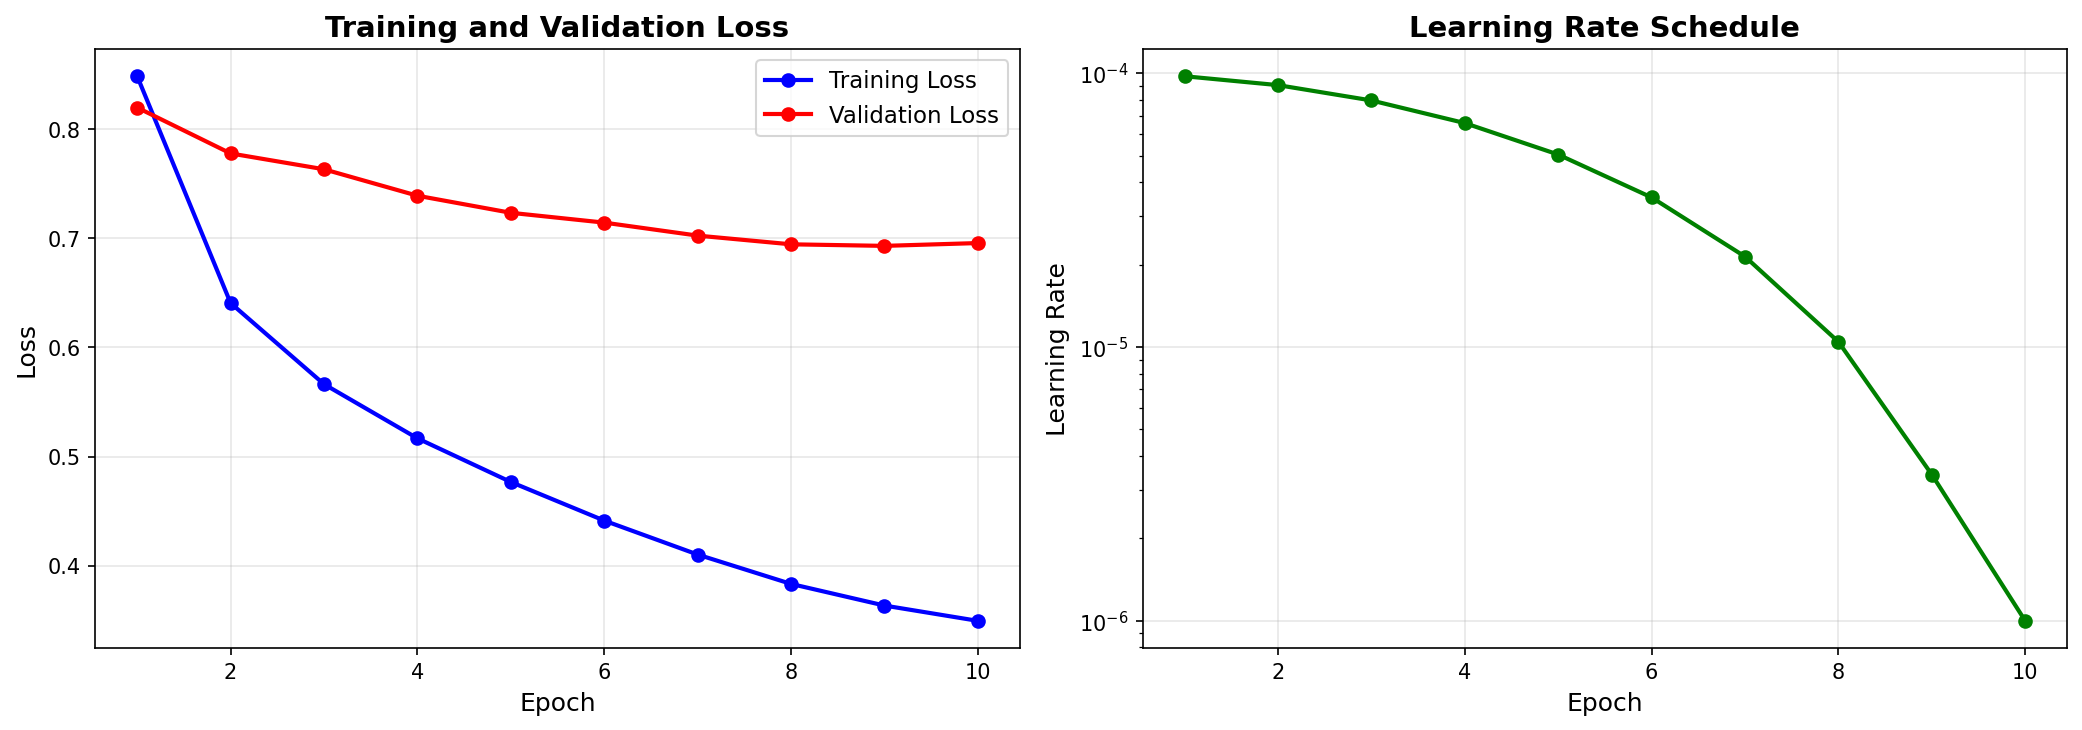 Training and Validation Loss
Training Loss
Validation Loss
0.8
0.7
0.6
0.5
0.4
Loss
2 4 6 8 10
Epoch
Learning Rate Schedule
10⁻⁴
10⁻⁵
10⁻⁶
Learning Rate
2 4 6 8 10
Epoch